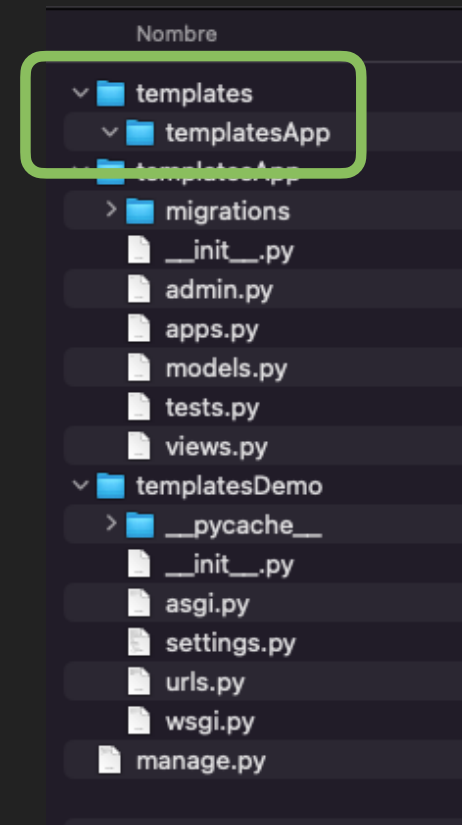 Nombre
templates
templatesApp
templatesApp
migrations
__init__.py
admin.py
apps.py
models.py
tests.py
views.py
templatesDemo
__pycache__
__init__.py
asgi.py
settings.py
urls.py
wsgi.py
manage.py